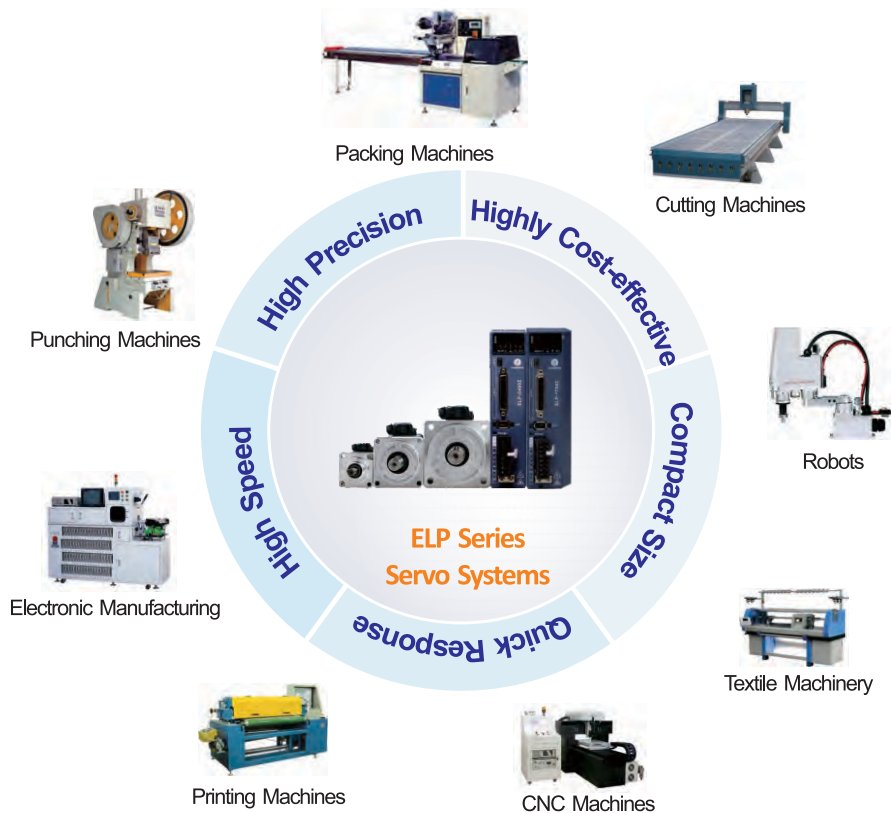 Packing Machines
Cutting Machines
Punching Machines
High Precision
Highly Cost-effective
Robots
High Speed
Compact Size
ELP Series
Servo Systems
Electronic Manufacturing
Quick Response
Textile Machinery
Printing Machines
CNC Machines